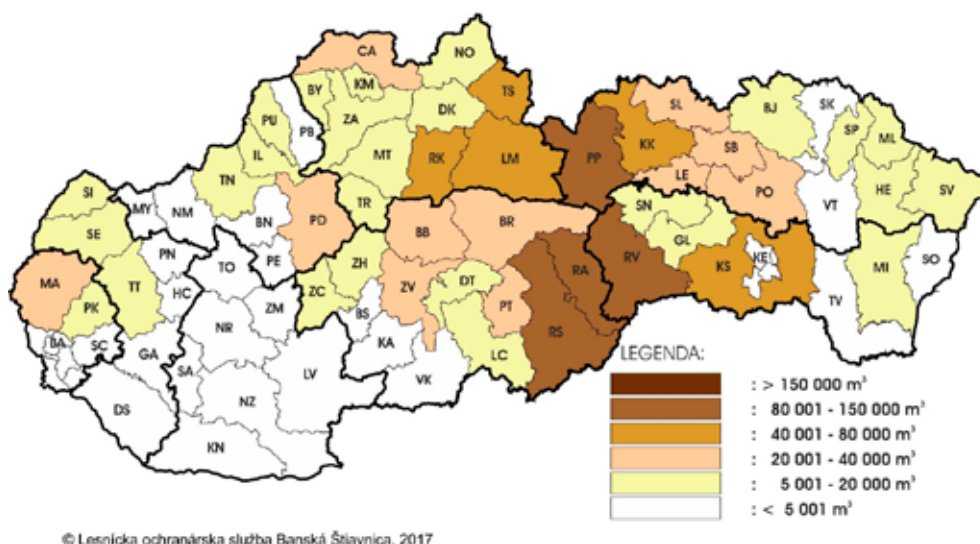 CA
NO
BY
KM
TS
PU
PB
ZA
DK
IL
MT
RK
LM
PP
KK
SL
BJ
SK
SP
ML
SB
LE
PO
VT
HE
SV
SI
MY
NM
TN
BN
PD
TR
SE
PN
PE
BB
BR
SN
GL
RV
KS
KE
MI
SO
TV
MA
PK
TT
HC
TO
ZH
ZC
ZV
DT
PT
RA
RS
BA
SC
GA
NR
ZM
BS
KA
LC
SA
LV
VK
DS
NZ
KN
LEGENDA:
: > 150 000 m³
: 80 001 - 150 000 m³
: 40 001 - 80 000 m³
: 20 001 - 40 000 m³
: 5 001 - 20 000 m³
: < 5 001 m³
© Lesnícka ochranárska služba Banská Štiavnica, 2017